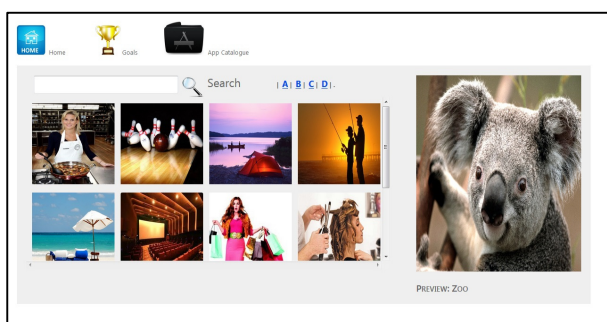 HOME Home Goals App Catalogue
Search | A | B | C | D | .
PREVIEW: ZOO